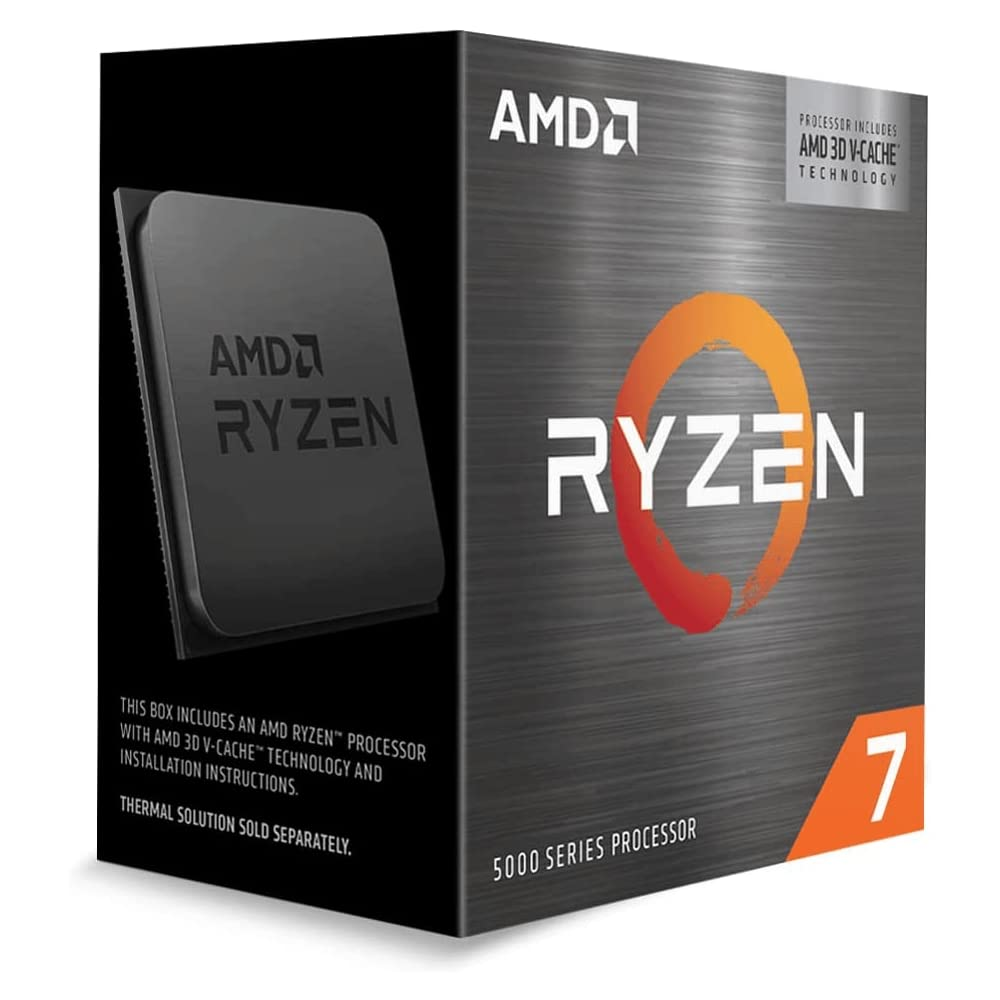 AMD
RYZEN
THIS BOX INCLUDES AN AMD RYZEN™ PROCESSOR
WITH AMD 3D V-CACHE™ TECHNOLOGY AND
INSTALLATION INSTRUCTIONS.
THERMAL SOLUTION SOLD SEPARATELY.
AMD
PROCESSOR INCLUDES
AMD 3D V-CACHE™
TECHNOLOGY
RYZEN
7
5000 SERIES PROCESSOR